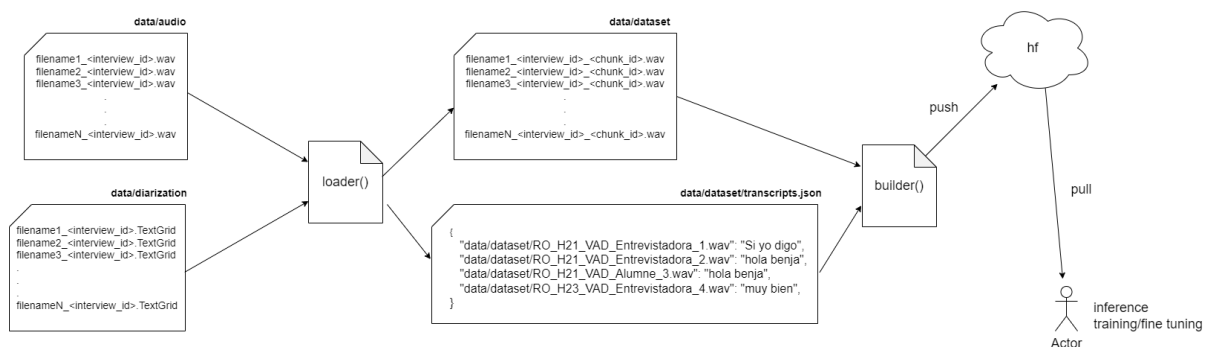 data/audio
filename1_<interview_id>.wav
filename2_<interview_id>.wav
filename3_<interview_id>.wav
.
.
.
filenameN_<interview_id>.wav
data/diarization
filename1_<interview_id>.TextGrid
filename2_<interview_id>.TextGrid
filename3_<interview_id>.TextGrid
.
.
.
filenameN_<interview_id>.TextGrid
loader()
data/dataset
filename1_<interview_id>_<chunk_id>.wav
filename2_<interview_id>_<chunk_id>.wav
filename3_<interview_id>_<chunk_id>.wav
.
.
.
filenameN_<interview_id>_<chunk_id>.wav
data/dataset/transcripts.json
{
"data/dataset/RO_H21_VAD_Entrevistadora_1.wav": "Si yo digo",
"data/dataset/RO_H21_VAD_Entrevistadora_2.wav": "hola benja",
"data/dataset/RO_H21_VAD_Alumne_3.wav": "hola benja",
"data/dataset/RO_H23_VAD_Entrevistadora_4.wav": "muy bien",
}
builder()
push
hf
pull
inference
training/fine tuning
Actor